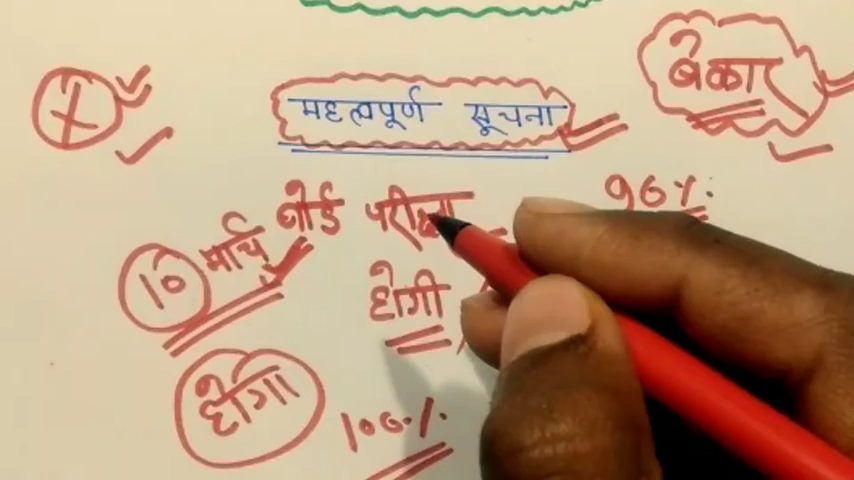 बेकार
महत्वपूर्ण सूचना
90%
10 मार्च बोर्ड परीक्षा
होगी
होगा
100%